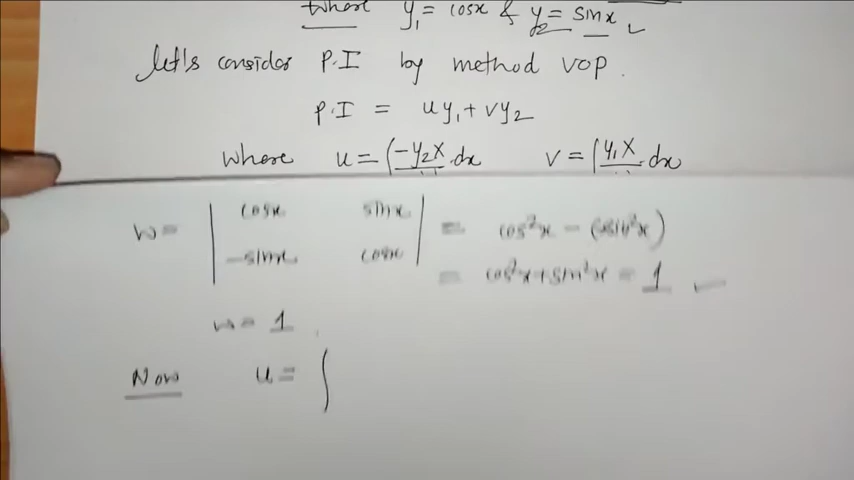 Where y₁ = cosx & y₂ = sinx
Let's consider P.I by method VOP.
P.I = uy₁ + vy₂
Where u = ∫ -y₂X dx v = ∫ y₁X dx
w = | cosx sinx | = cos²x - (-sin²x)
| -sinx cosx | = cos²x + sin²x = 1
w = 1
Now u = ∫